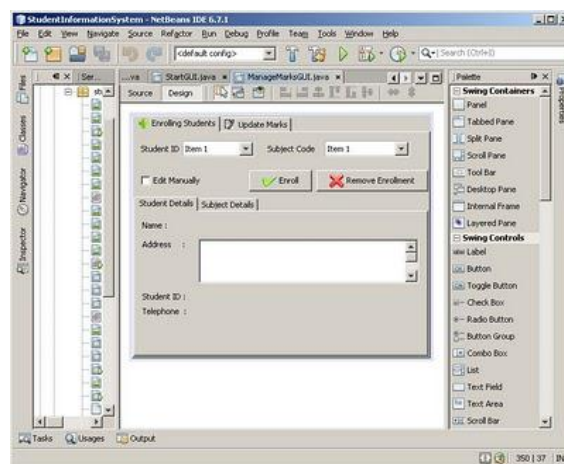 StudentInformationSystem - NetBeans IDE 6.7.1
File Edit View Navigate Source Refactor Run Debug Profile Team Tools Window Help
<default config>
Search (Ctrl+I)
Files
Classes
Navigator
Inspector
Ser...
...va StartGUI.java ManageMarksGUI.java
Source Design
Enrolling Students Update Marks
Student ID Item 1 Subject Code Item 1
Edit Manually Enroll Remove Enrollment
Student Details Subject Details
Name :
Address :
Student ID :
Telephone :
Palette
Swing Containers
Panel
Tabbed Pane
Split Pane
Scroll Pane
Tool Bar
Desktop Pane
Internal Frame
Layered Pane
Swing Controls
Label
Button
Toggle Button
Check Box
Radio Button
Button Group
Combo Box
List
Text Field
Text Area
Scroll Bar
Properties
Tasks Usages Output
350 | 37 IN